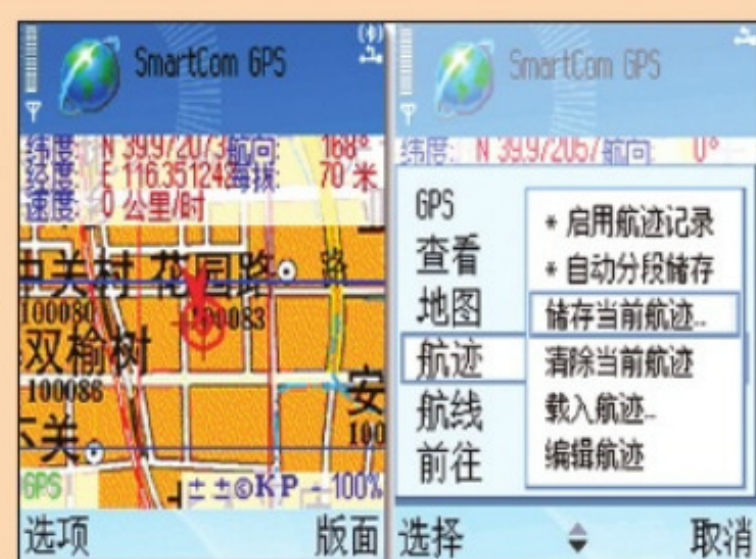 SmartCom GPS
纬度: N 39.972073 航向: 168°
经度: E 116.351242 海拔: 70 米
速度: 0 公里/时
中关村 花园路 路
100080 100083
双榆树
100086
安
100
关
GPS ±±©KP - 100%
选项 版面
SmartCom GPS
纬度: N 39.972057 航向: 0°
GPS
查看
地图
航迹
航线
前往
* 启用航迹记录
* 自动分段储存
储存当前航迹...
清除当前航迹
载入航迹...
编辑航迹
选择 取消